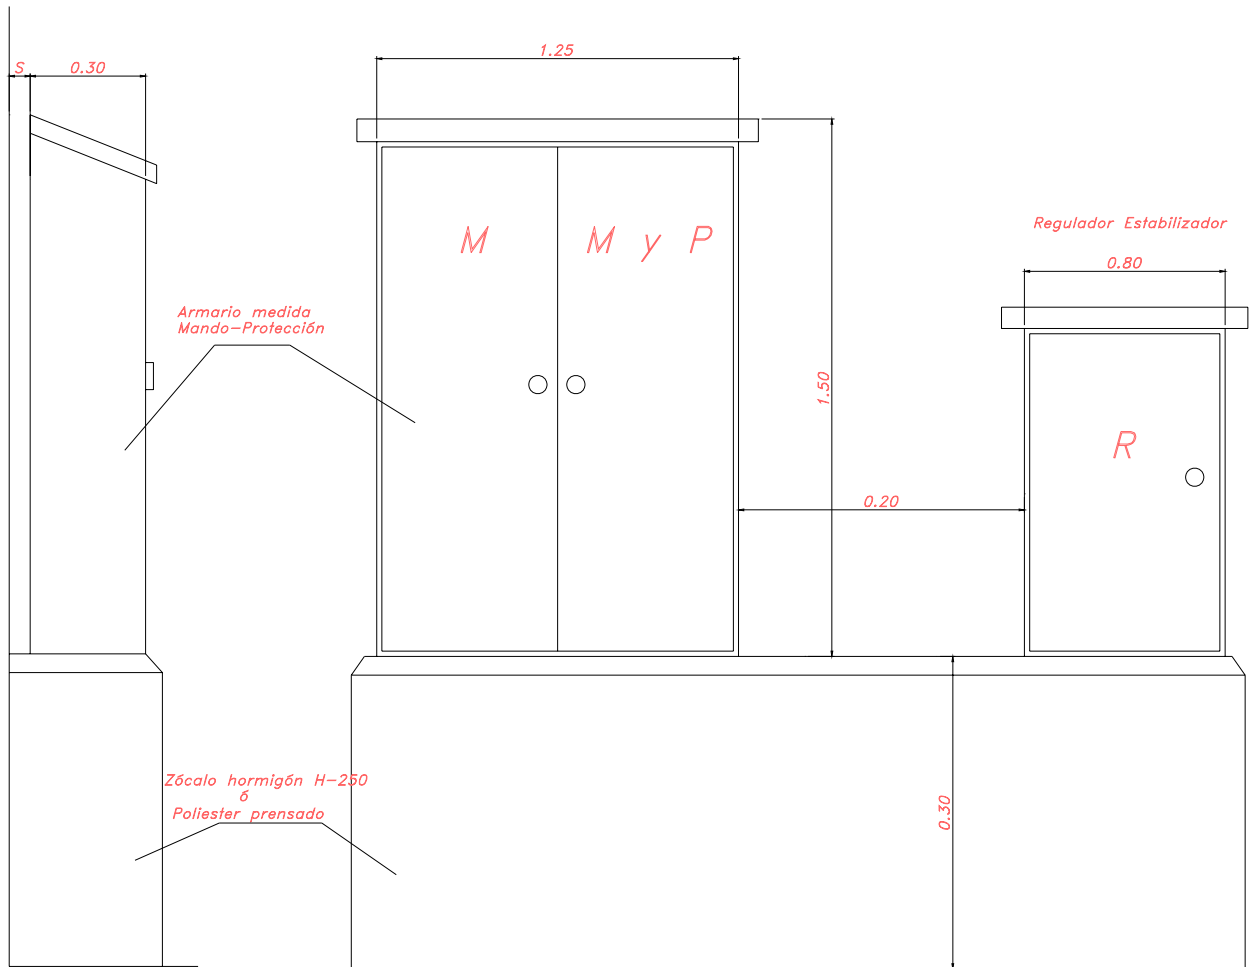 1.25
S
0.30
Regulador Estabilizador
M
M y P
0.80
Armario medida
Mando-Protección
1.50
R
0.20
Zócalo hormigón H-250
ó
Poliester prensado
0.30